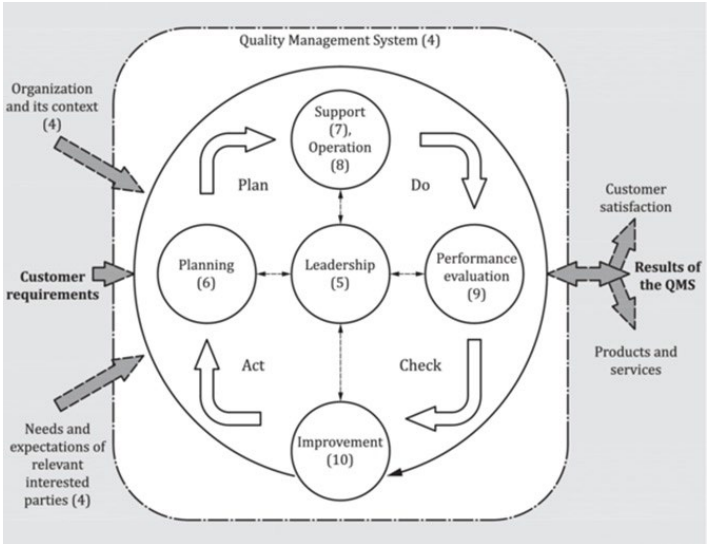 Quality Management System (4)
Organization
and its context
(4)
Support
(7),
Operation
(8)
Plan
Do
Customer
satisfaction
Customer
requirements
Planning
(6)
Leadership
(5)
Performance
evaluation
(9)
Results of
the QMS
Act
Check
Products and
services
Needs and
expectations of
relevant
interested
parties (4)
Improvement
(10)